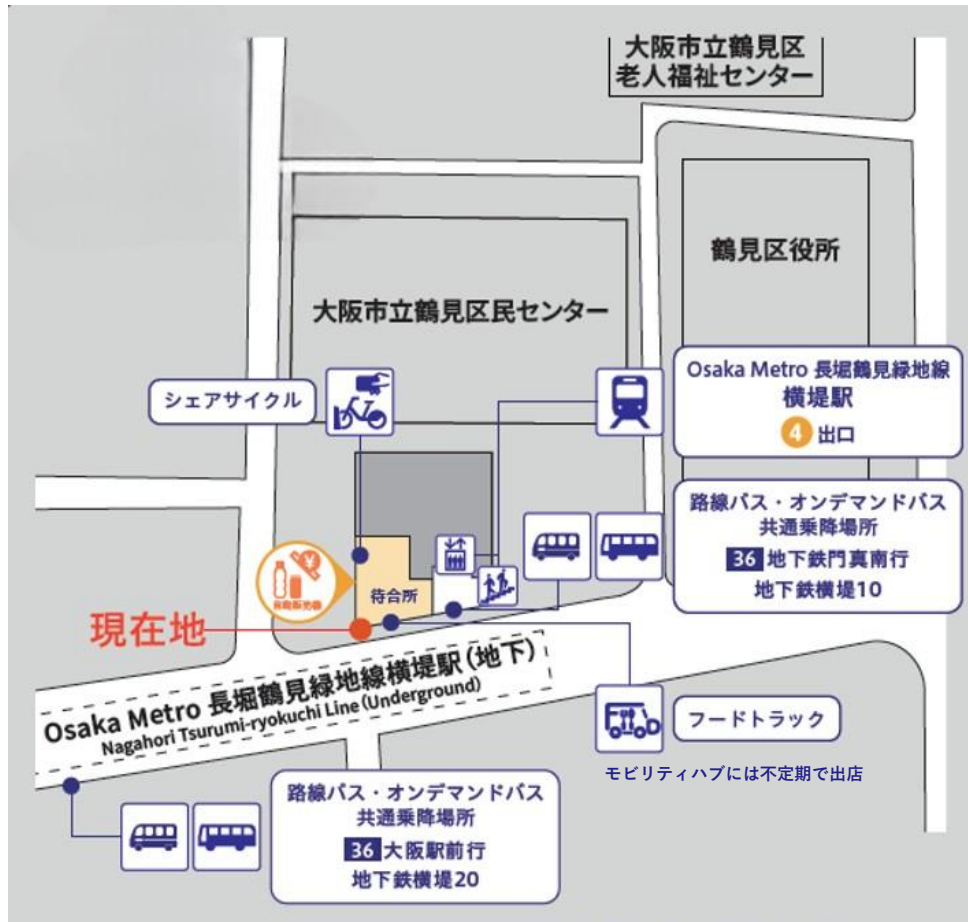 大阪市立鶴見区
老人福祉センター
鶴見区役所
大阪市立鶴見区民センター
シェアサイクル
Osaka Metro 長堀鶴見緑地線
横堤駅
4 出口
路線バス・オンデマンドバス
共通乗降場所
36 地下鉄門真南行
地下鉄横堤10
¥
自動販売機
待合所
現在地
Osaka Metro 長堀鶴見緑地線横堤駅（地下）
Nagahori Tsurumi-ryokuchi Line (Underground)
フードトラック
モビリティハブには不定期で出店
路線バス・オンデマンドバス
共通乗降場所
36 大阪駅前行
地下鉄横堤20